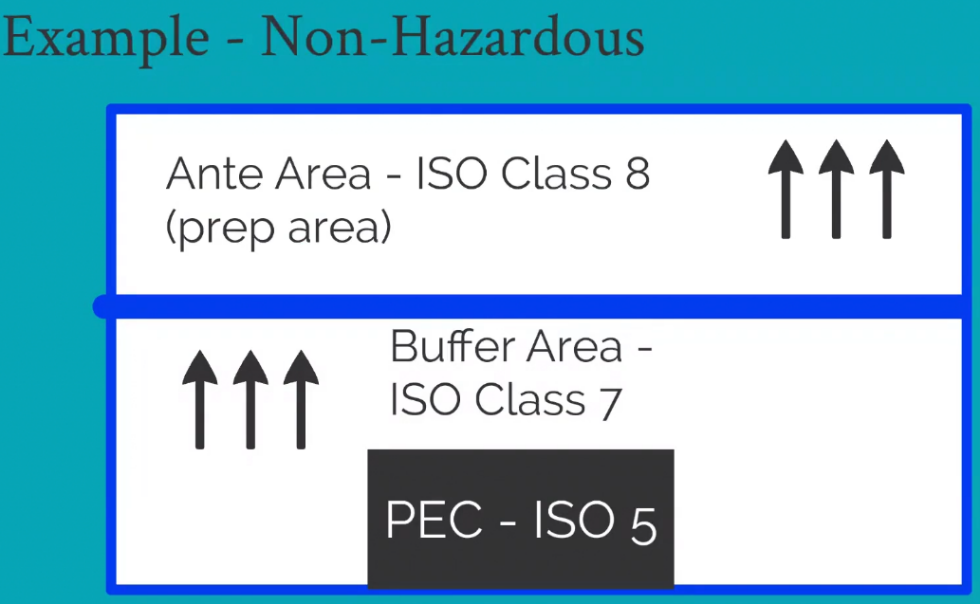 Example - Non-Hazardous
Ante Area - ISO Class 8
(prep area)
Buffer Area -
ISO Class 7
PEC - ISO 5